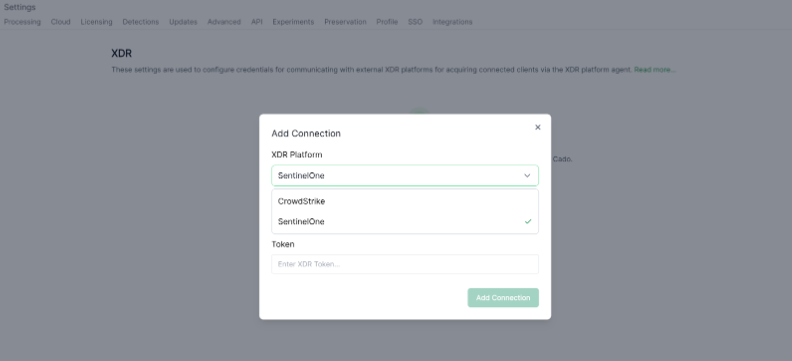 Settings
Processing Cloud Licensing Detections Updates Advanced API Experiments Preservation Profile SSO Integrations
XDR
These settings are used to configure credentials for communicating with external XDR platforms for acquiring connected clients via the XDR platform agent. Read more...
Add Connection
XDR Platform
Cado.
SentinelOne
CrowdStrike
SentinelOne
Token
Enter XDR Token...
Add Connection